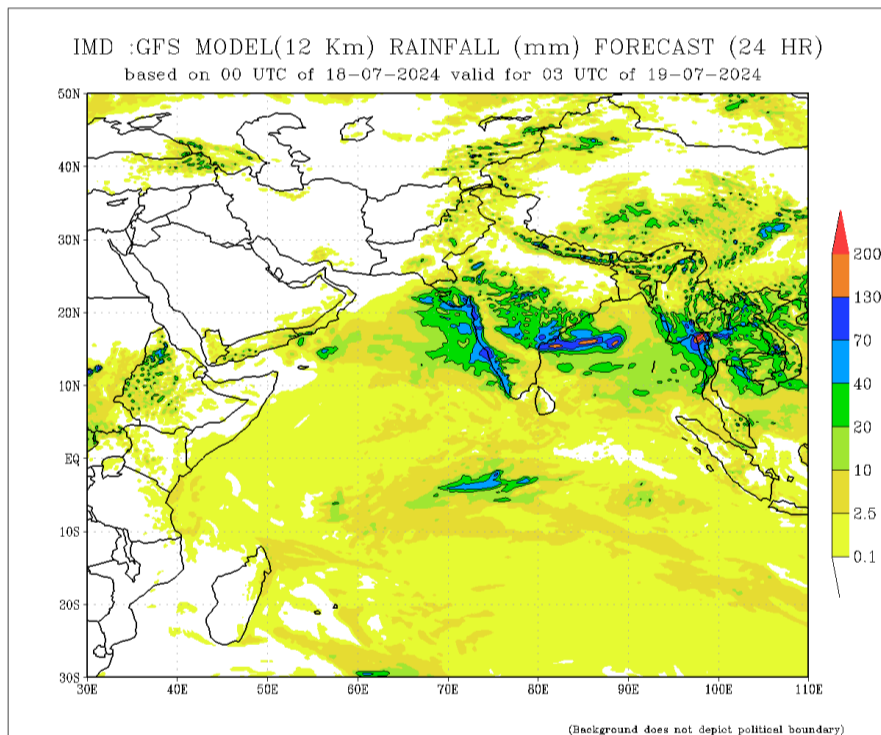 IMD :GFS MODEL(12 Km) RAINFALL (mm) FORECAST (24 HR)
based on 00 UTC of 18-07-2024 valid for 03 UTC of 19-07-2024
50N
40N
30N
20N
10N
EQ
10S
20S
30S
30E 40E 50E 60E 70E 80E 90E 100E 110E
200
130
70
40
20
10
2.5
0.1
(Background does not depict political boundary)